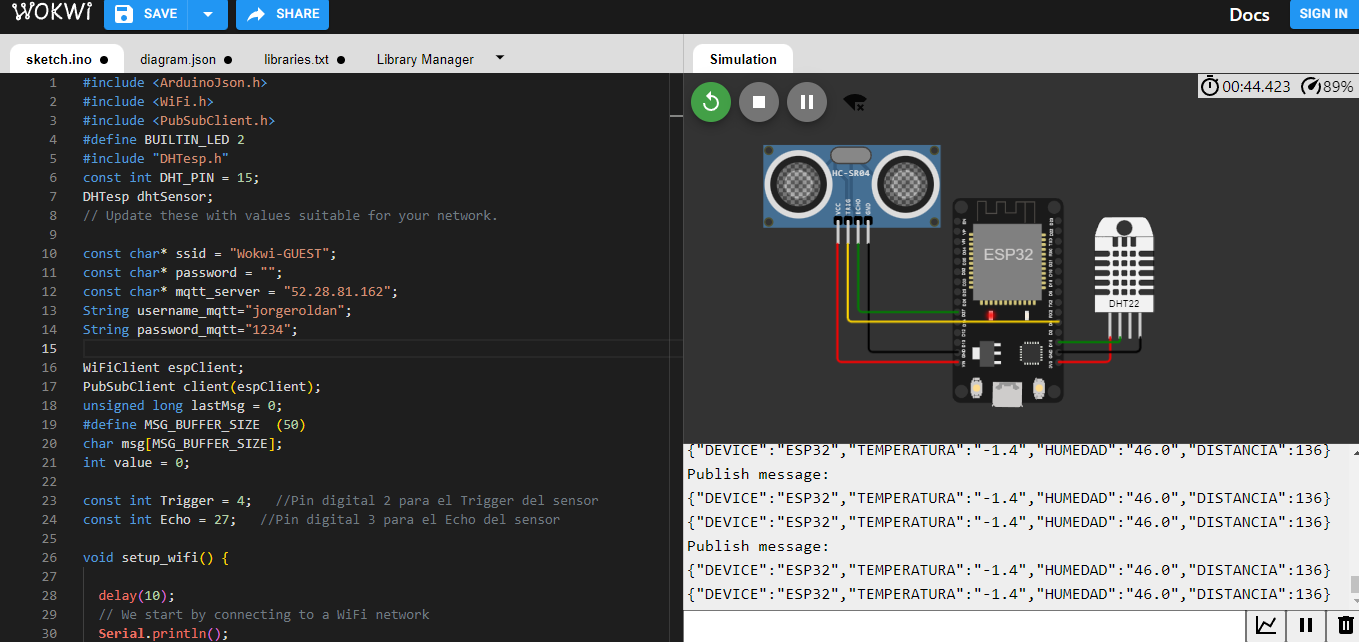 WOKWI SAVE SHARE Docs SIGN IN
sketch.ino diagram.json libraries.txt Library Manager
1 #include <ArduinoJson.h>
2 #include <WiFi.h>
3 #include <PubSubClient.h>
4 #define BUILTIN_LED 2
5 #include "DHTesp.h"
6 const int DHT_PIN = 15;
7 DHTesp dhtSensor;
8 // Update these with values suitable for your network.
9
10 const char* ssid = "Wokwi-GUEST";
11 const char* password = "";
12 const char* mqtt_server = "52.28.81.162";
13 String username_mqtt="jorgeroldan";
14 String password_mqtt="1234";
15
16 WiFiClient espClient;
17 PubSubClient client(espClient);
18 unsigned long lastMsg = 0;
19 #define MSG_BUFFER_SIZE  (50)
20 char msg[MSG_BUFFER_SIZE];
21 int value = 0;
22
23 const int Trigger = 4;   //Pin digital 2 para el Trigger del sensor
24 const int Echo = 27;   //Pin digital 3 para el Echo del sensor
25
26 void setup_wifi() {
27
28   delay(10);
29   // We start by connecting to a WiFi network
30   Serial.println();
Simulation
00:44.423 89%
HC-SR04
VCC
TRIG
ECHO
GND
ESP32
DHT22
{"DEVICE":"ESP32","TEMPERATURA":"-1.4","HUMEDAD":"46.0","DISTANCIA":136}
Publish message:
{"DEVICE":"ESP32","TEMPERATURA":"-1.4","HUMEDAD":"46.0","DISTANCIA":136}
{"DEVICE":"ESP32","TEMPERATURA":"-1.4","HUMEDAD":"46.0","DISTANCIA":136}
Publish message:
{"DEVICE":"ESP32","TEMPERATURA":"-1.4","HUMEDAD":"46.0","DISTANCIA":136}
{"DEVICE":"ESP32","TEMPERATURA":"-1.4","HUMEDAD":"46.0","DISTANCIA":136}